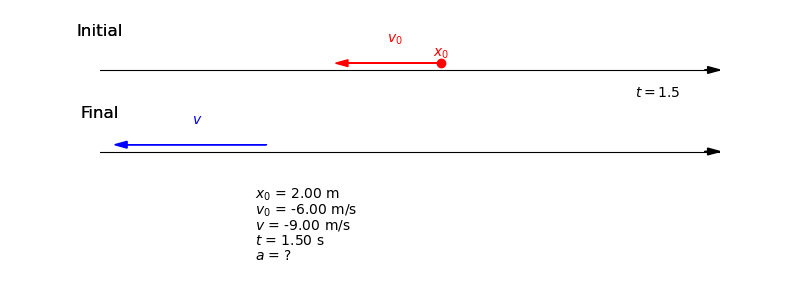 Initial
v₀
x₀
t = 1.5
Final
v
x₀ = 2.00 m
v₀ = -6.00 m/s
v = -9.00 m/s
t = 1.50 s
a = ?